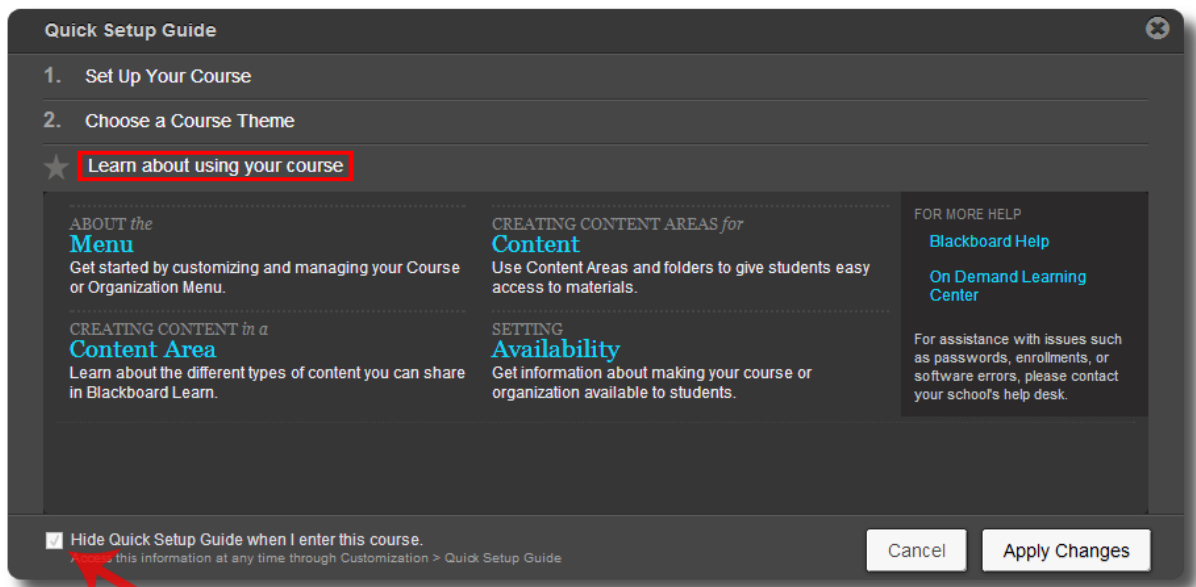 Quick Setup Guide
1. Set Up Your Course
2. Choose a Course Theme
Learn about using your course
ABOUT the
Menu
Get started by customizing and managing your Course
or Organization Menu.
CREATING CONTENT AREAS for
Content
Use Content Areas and folders to give students easy
access to materials.
CREATING CONTENT in a
Content Area
Learn about the different types of content you can share
in Blackboard Learn.
SETTING
Availability
Get information about making your course or
organization available to students.
FOR MORE HELP
Blackboard Help
On Demand Learning
Center
For assistance with issues such
as passwords, enrollments, or
software errors, please contact
your school's help desk.
Hide Quick Setup Guide when I enter this course.
Access this information at any time through Customization > Quick Setup Guide
Cancel
Apply Changes